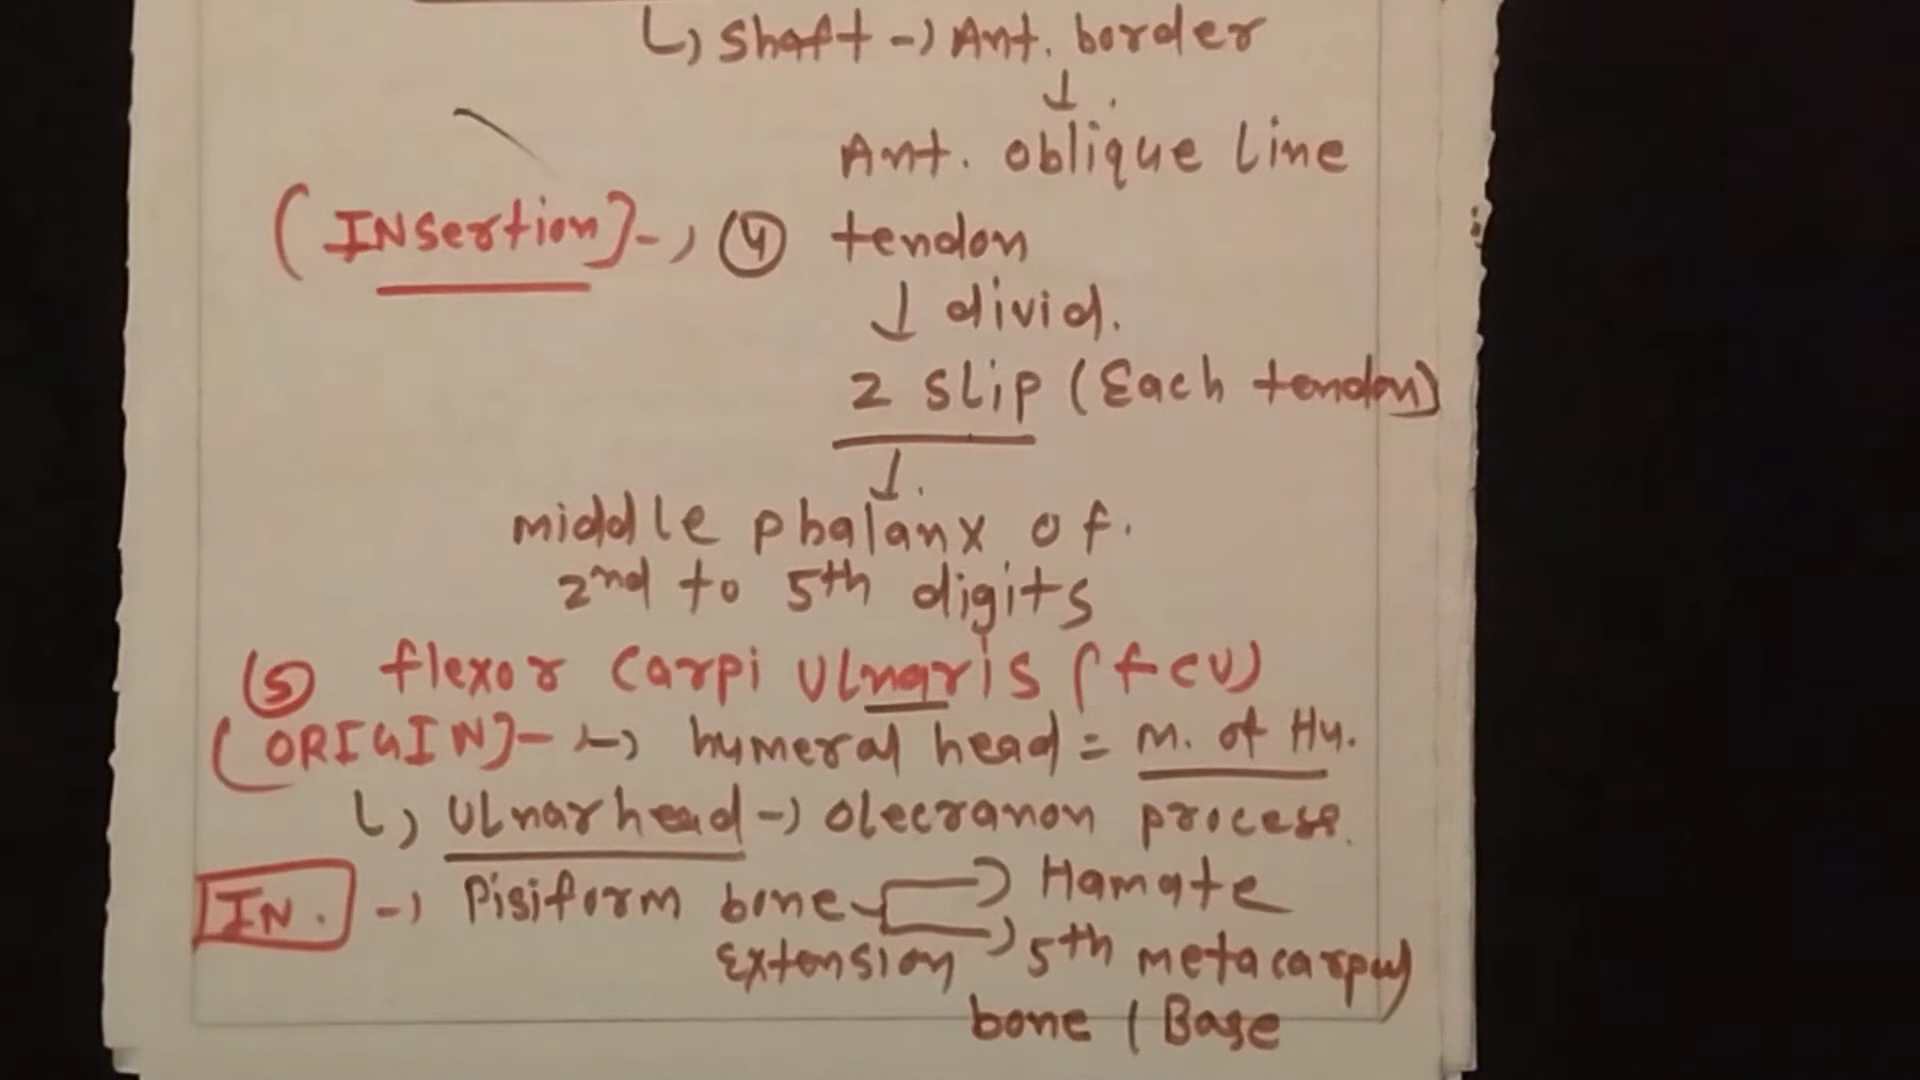 ↳ shaft → Ant. border
↓
Ant. oblique line
(INsertion) → (4) tendon
↓ divid.
2 slip (Each tendon)
↓
middle phalanx of.
2nd to 5th digits
(5) flexor carpi ulnaris (fcu)
(ORIGIN) → humeral head = M. of Hu.
↳ Ulnar head → olecranon process.
IN. → Pisiform bone → Hamate
extension → 5th metacarpal
bone (Base